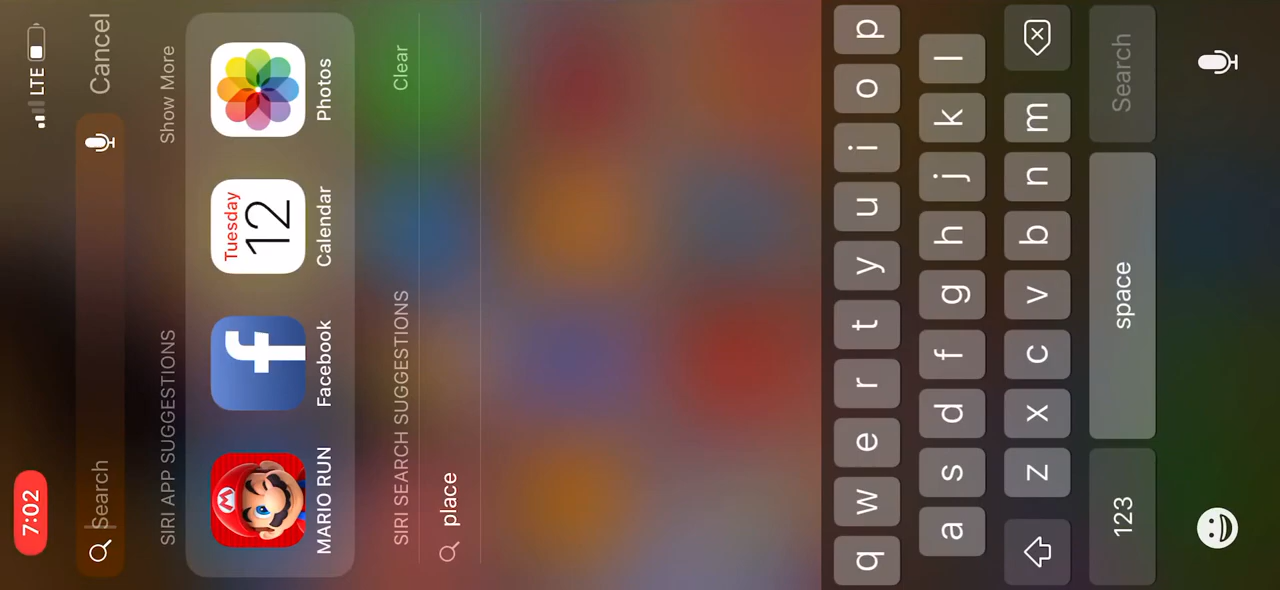 7:02 LTE
Search Cancel
SIRI APP SUGGESTIONS Show More
Tuesday
12
MARIO RUN Facebook Calendar Photos
SIRI SEARCH SUGGESTIONS Clear
place
q w e r t y u i o p
a s d f g h j k l
z x c v b n m
123 space Search